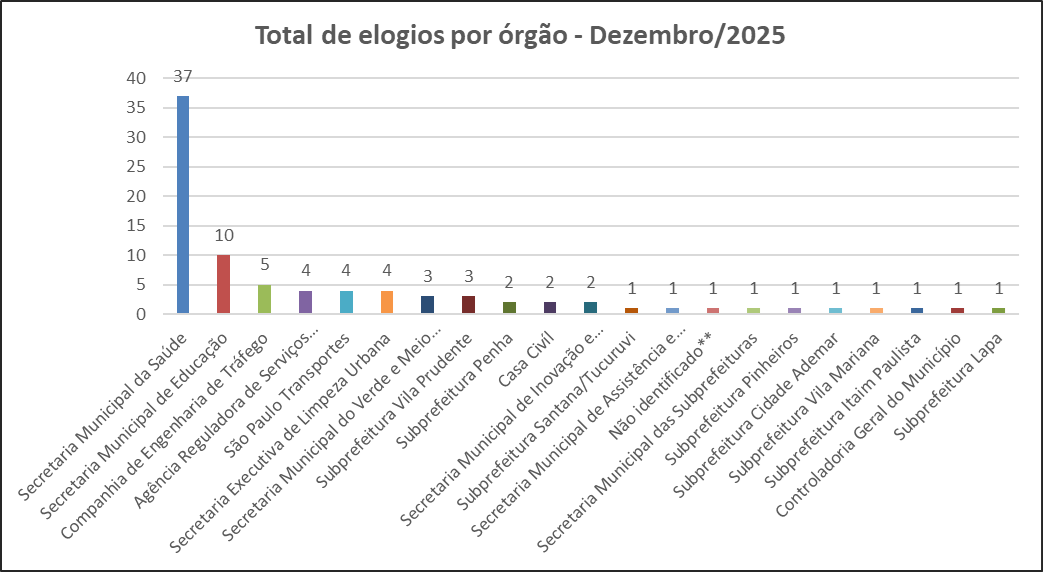 Total de elogios por órgão - Dezembro/2025
40
35
30
25
20
15
10
5
0
37
10
5
4
4
4
3
3
2
2
2
1
1
1
1
1
1
1
1
1
1
Secretaria Municipal da Saúde
Secretaria Municipal de Educação
Companhia de Engenharia de Tráfego
Agência Reguladora de Serviços...
São Paulo Transportes
Secretaria Executiva de Limpeza Urbana
Secretaria Municipal do Verde e Meio...
Subprefeitura Vila Prudente
Subprefeitura Penha
Casa Civíl
Secretaria Municipal de Inovação e...
Subprefeitura Santana/Tucuruvi
Secretaria Municipal de Assistência e...
Não identificado**
Secretaria Municipal das Subprefeituras
Subprefeitura Pinheiros
Subprefeitura Cidade Ademar
Subprefeitura Vila Mariana
Subprefeitura Itaim Paulista
Controladoria Geral do Município
Subprefeitura Lapa